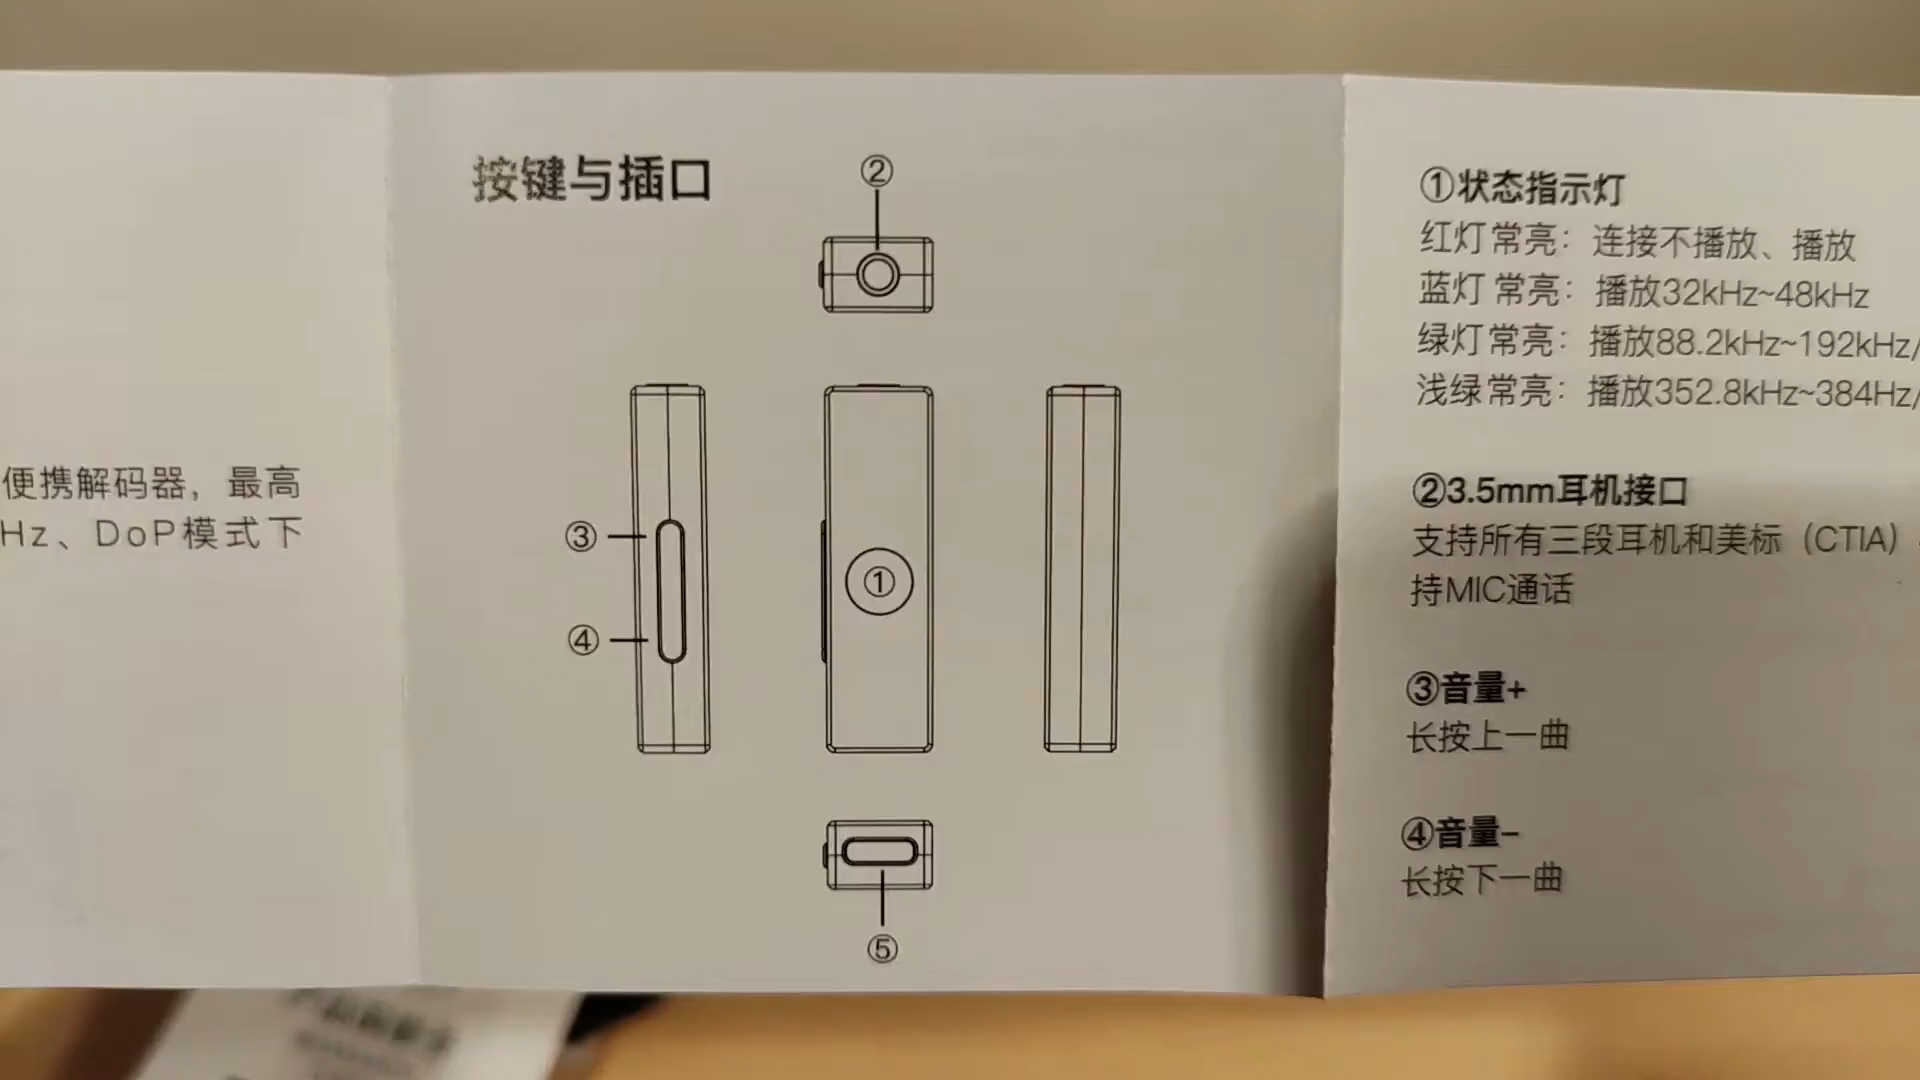 便携解码器，最高
Hz、DoP模式下
按键与插口
②
③
④
①
⑤
①状态指示灯
红灯常亮：连接不播放、播放
蓝灯常亮：播放32kHz~48kHz
绿灯常亮：播放88.2kHz~192kHz/
浅绿常亮：播放352.8kHz~384Hz/
②3.5mm耳机接口
支持所有三段耳机和美标（CTIA）
持MIC通话
③音量+
长按上一曲
④音量-
长按下一曲